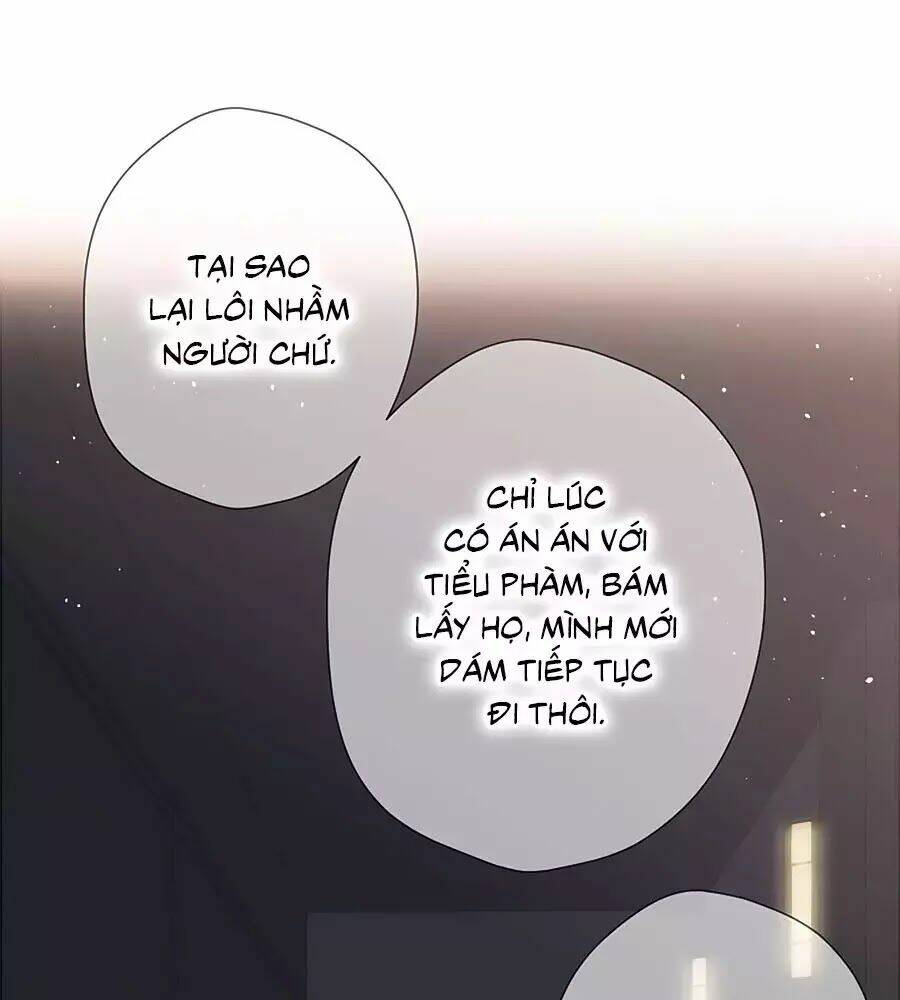 TẠI SAO
LẠI LÔI NHẦM
NGƯỜI CHỨ.
CHỈ LÚC
CÓ ÁN ÁN VỚI
TIỂU PHÀM, BÁM
LẤY HỌ, MÌNH MỚI
DÁM TIẾP TỤC
ĐI THÔI.